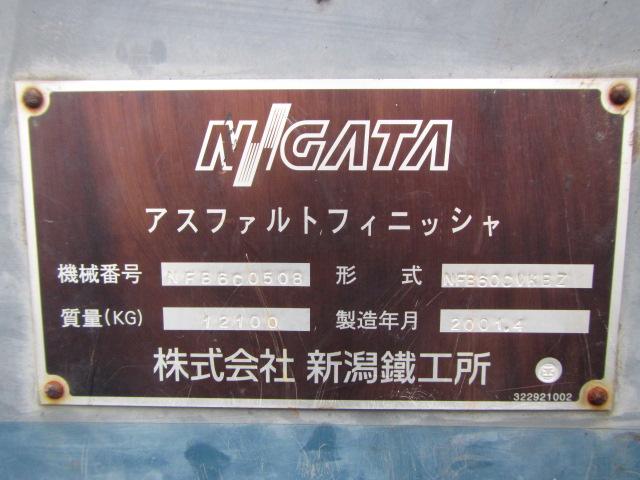 NIIGATA
アスファルトフィニッシャ
機械番号 NFB6C0508 形式 NFB60CWKBZ
質量(KG) 12100 製造年月 2001.4
株式会社 新潟鐵工所
322921002